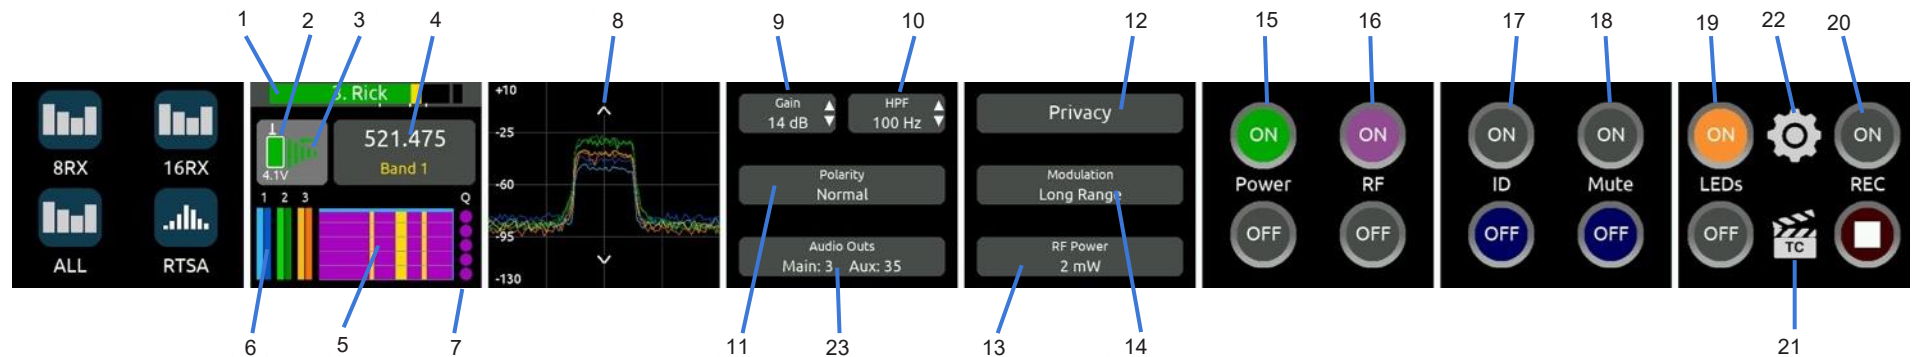 1 2 3 4 8 9 10 12 15 16 17 18 19 22 20
8RX 16RX
ALL RTSA
3. Rick
4.1V
521.475
Band 1
1 2 3 Q
+10
-25
-60
-95
-130
Gain
14 dB
HPF
100 Hz
Polarity
Normal
Audio Outs
Main: 3 Aux: 35
Privacy
Modulation
Long Range
RF Power
2 mW
ON ON
Power RF
OFF OFF
ON ON
ID Mute
OFF OFF
ON ON
LEDs REC
OFF TC
6 5 7 11 23 13 14 21